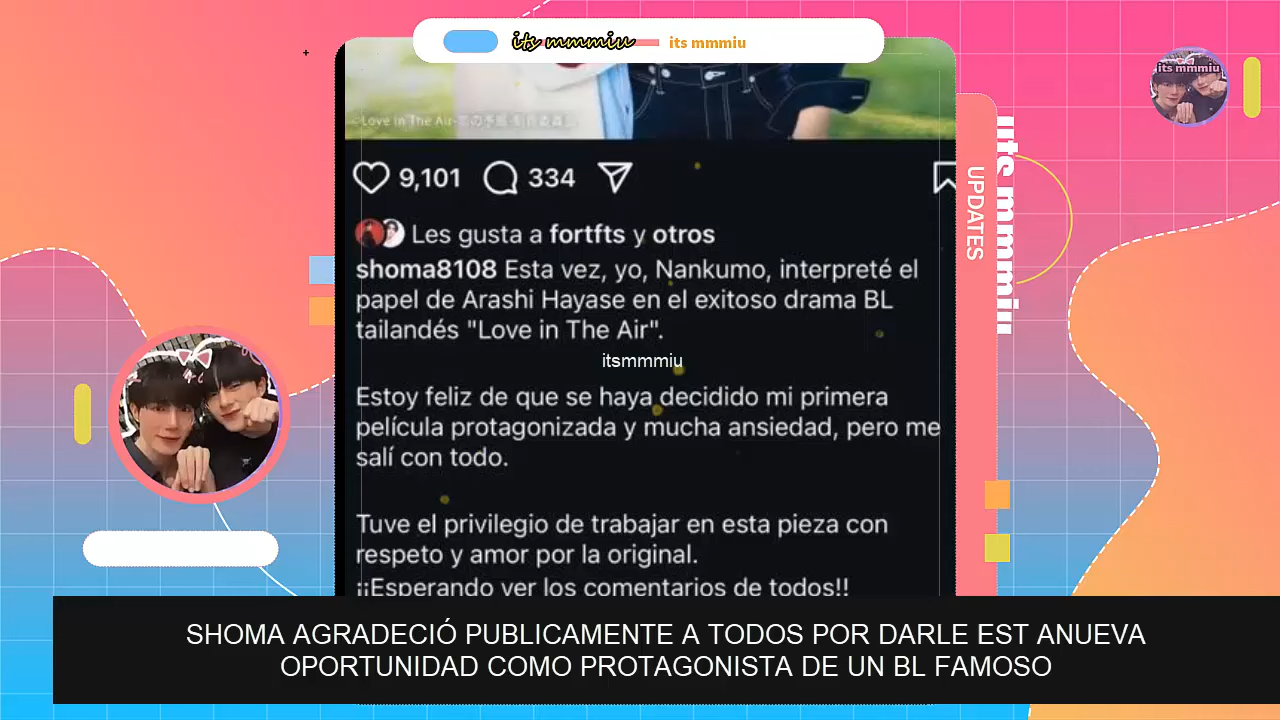 its mmmiu
its mmmiu
its mmmiu
Love in The Air
9,101
334
Les gusta a fortfts y otros
shoma8108 Esta vez, yo, Nankumo, interpreté el
papel de Arashi Hayase en el exitoso drama BL
tailandés "Love in The Air".
itsmmmiu
Estoy feliz de que se haya decidido mi primera
película protagonizada y mucha ansiedad, pero me
salí con todo.
Tuve el privilegio de trabajar en esta pieza con
respeto y amor por la original.
¡¡Esperando ver los comentarios de todos!!
UPDATES
its mmmiu
SHOMA AGRADECIÓ PUBLICAMENTE A TODOS POR DARLE EST ANUEVA
OPORTUNIDAD COMO PROTAGONISTA DE UN BL FAMOSO